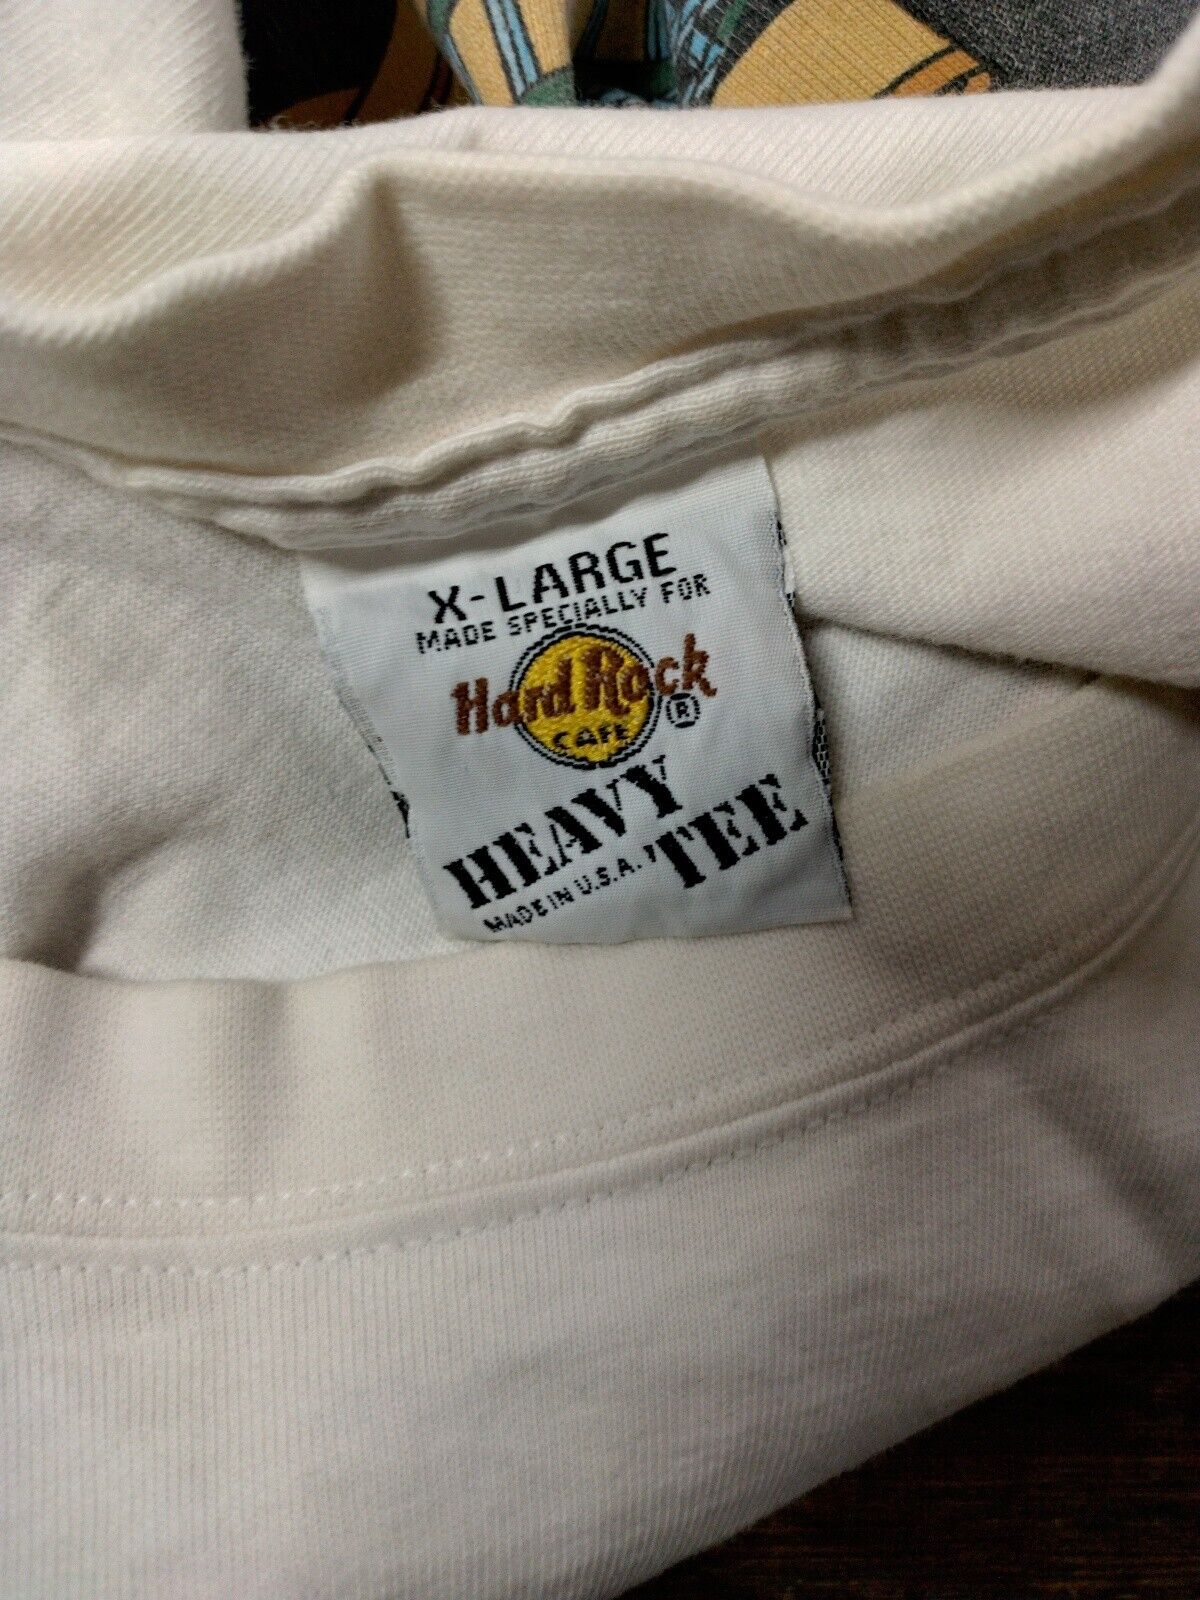 X-LARGE
MADE SPECIALLY FOR
Hard Rock
CAFE ®
HEAVY
TEE
MADE IN U.S.A.